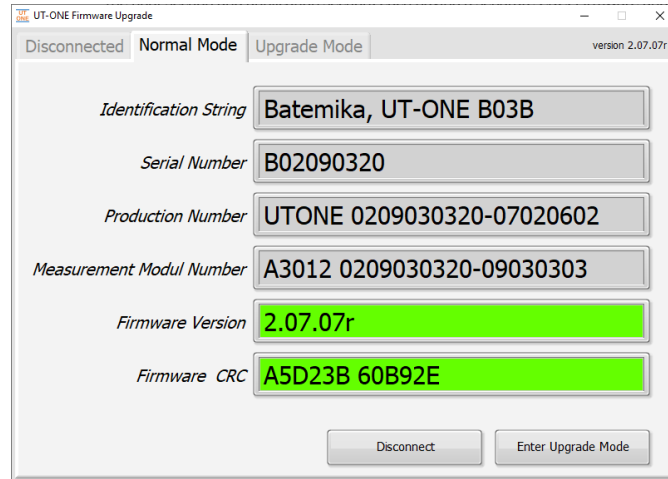 UT ONE UT-ONE Firmware Upgrade
Disconnected Normal Mode Upgrade Mode version 2.07.07r
Identification String Batemika, UT-ONE B03B
Serial Number B02090320
Production Number UTONE 0209030320-07020602
Measurement Modul Number A3012 0209030320-09030303
Firmware Version 2.07.07r
Firmware CRC A5D23B 60B92E
Disconnect Enter Upgrade Mode